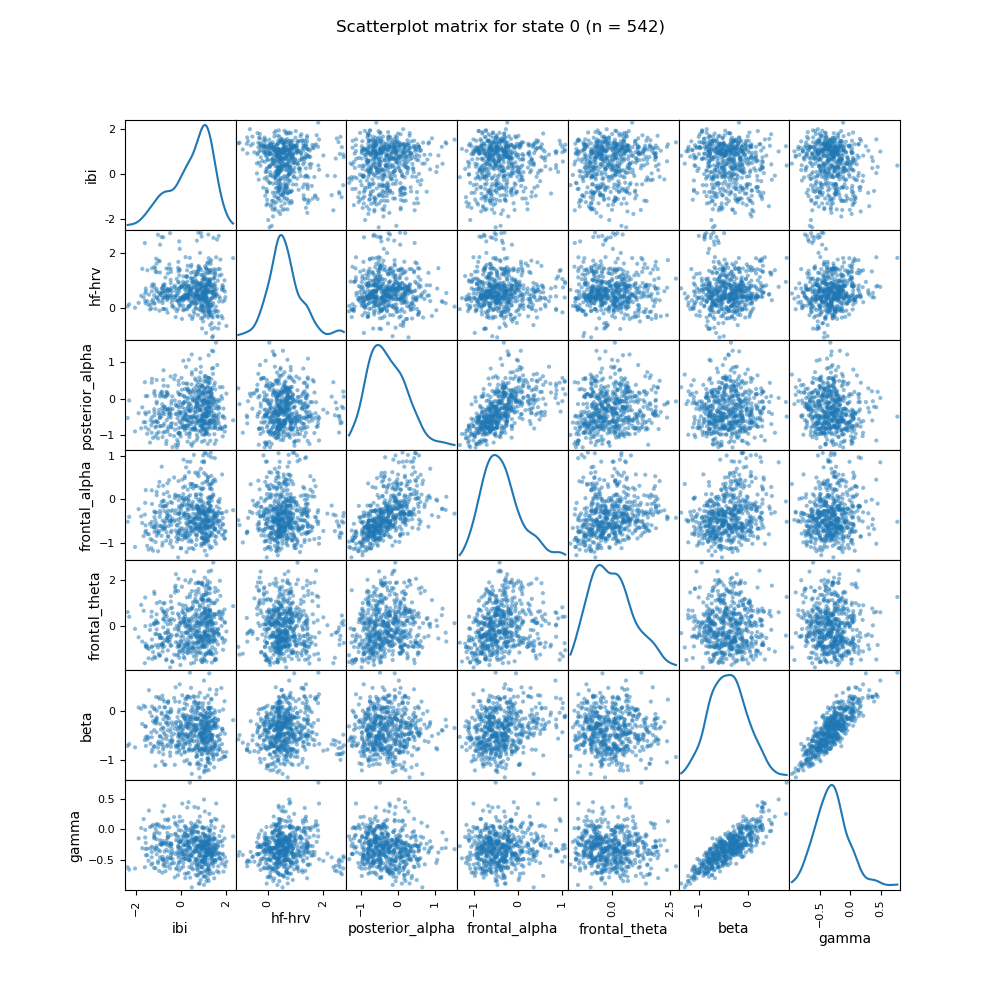 Scatterplot matrix for state 0 (n = 542)
ibi
2
0
-2
hf-hrv
2
0
posterior_alpha
1
0
−1
frontal_alpha
1
0
−1
frontal_theta
2
0
beta
0
−1
gamma
0.5
0.0
−0.5
−2 0 2
0 2
−1 0 1
−1 0 1
0.0 2.5
−1 0
−0.5 0.0 0.5
ibi hf-hrv posterior_alpha frontal_alpha frontal_theta beta gamma